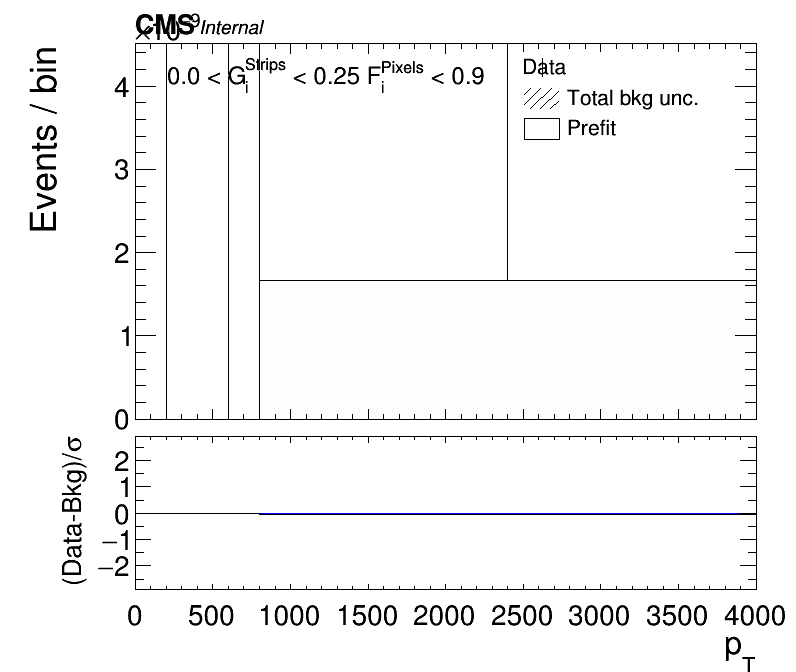 CMS Internal
×10⁹
0.0 < G_i^Strips < 0.25 F_i^Pixels < 0.9
Data
Total bkg unc.
Prefit
Events / bin
4
3
2
1
0
(Data-Bkg)/σ
2
1
0
−1
−2
0 500 1000 1500 2000 2500 3000 3500 4000
p_T